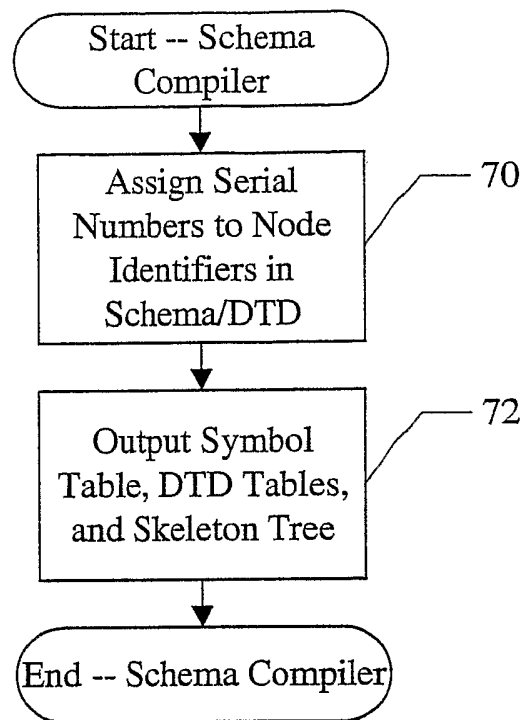 Start -- Schema
Compiler
Assign Serial
Numbers to Node
Identifiers in
Schema/DTD
70
Output Symbol
Table, DTD Tables,
and Skeleton Tree
72
End -- Schema Compiler